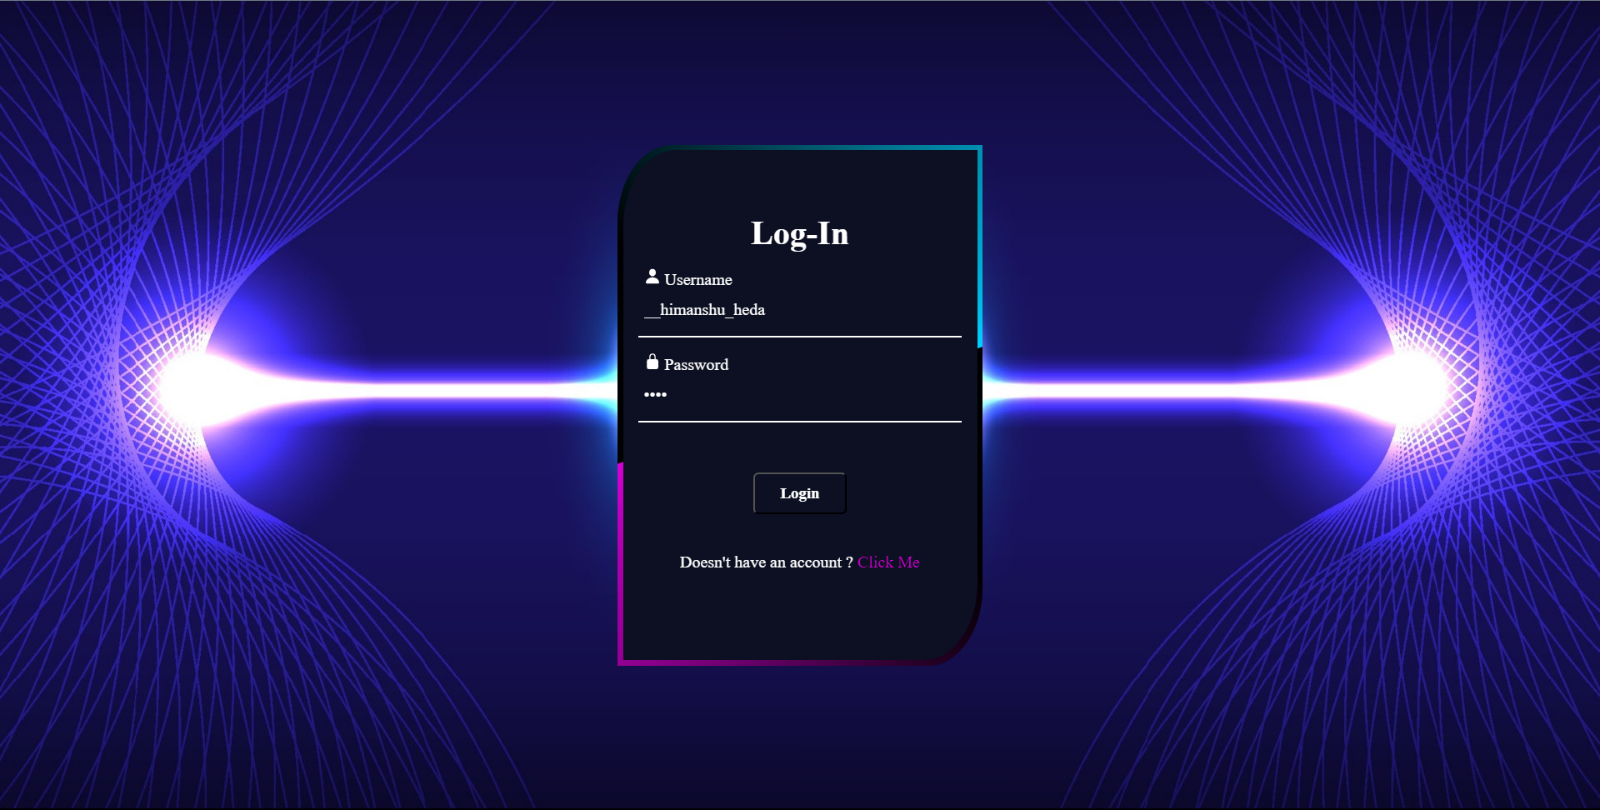 Log-In
Username
__himanshu_heda
Password
••••
Login
Doesn't have an account ? Click Me